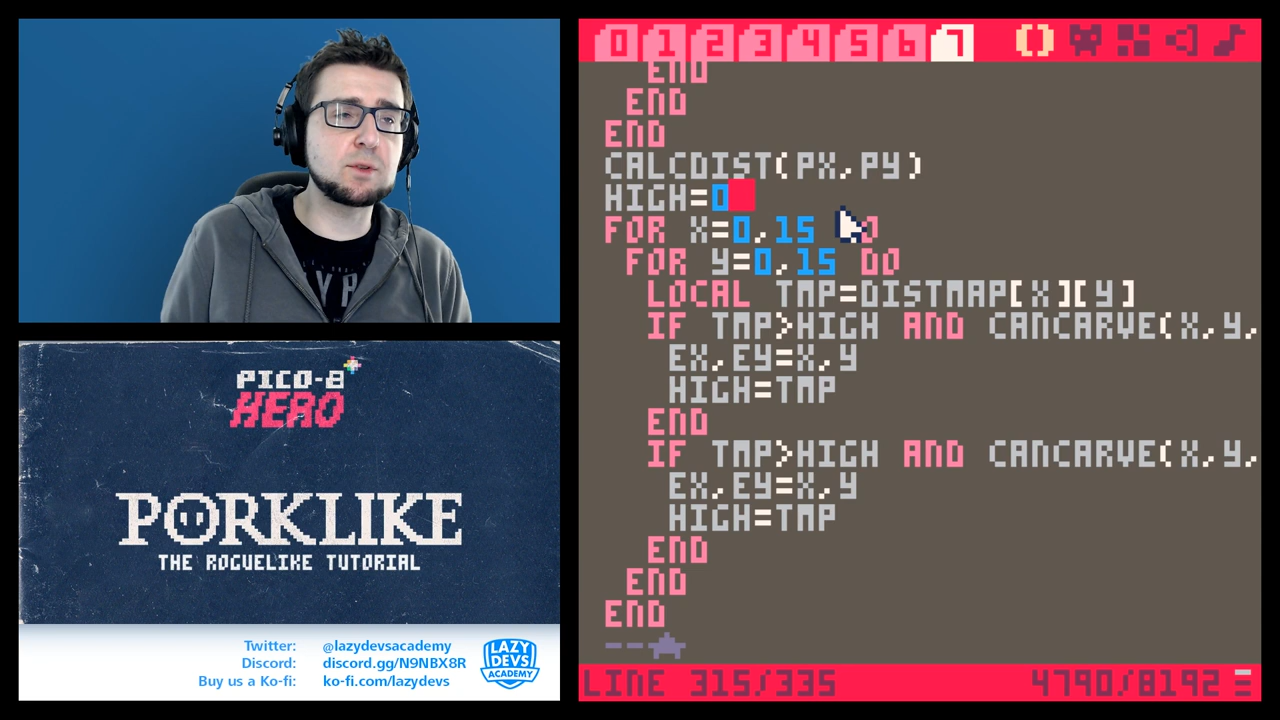 0 1 2 3 4 5 6 7
END
END
END
CALCDIST(PX,PY)
HIGH=0
FOR X=0,15 DO
FOR Y=0,15 DO
LOCAL TMP=DISTMAP[X][Y]
IF TMP>HIGH AND CANCARVE(X,Y,
EX,EY=X,Y
HIGH=TMP
END
IF TMP>HIGH AND CANCARVE(X,Y,
EX,EY=X,Y
HIGH=TMP
END
END
END
--
LINE 315/335
4790/8192
PICO-8
HERO
PORKLIKE
THE ROGUELIKE TUTORIAL
Twitter: @lazydevsacademy
Discord: discord.gg/N9NBX8R
Buy us a Ko-fi: ko-fi.com/lazydevs
LAZY
DEVS
ACADEMY